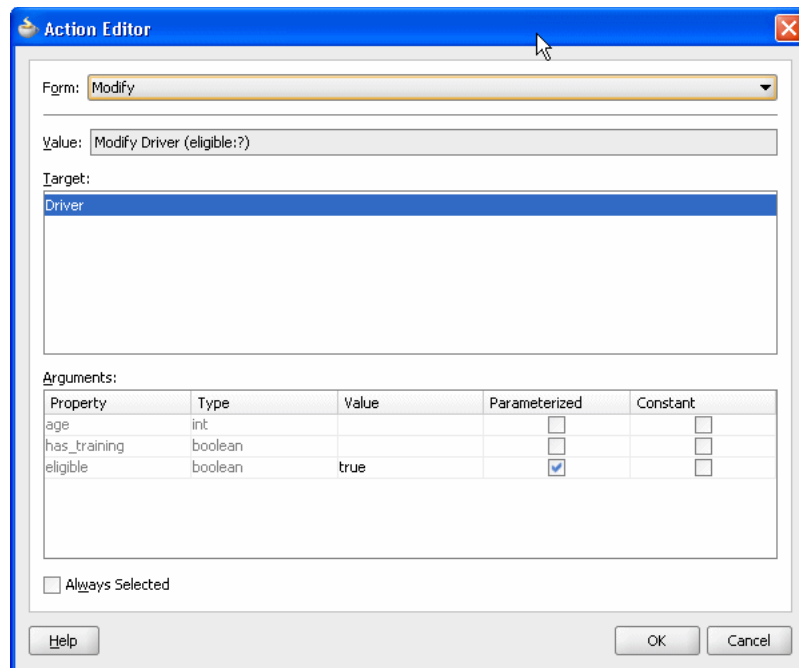 Action Editor
Form: Modify
Value: Modify Driver (eligible:?)
Target:
Driver
Arguments:
Property Type Value Parameterized Constant
age int
has_training boolean
eligible boolean true
Always Selected
Help OK Cancel